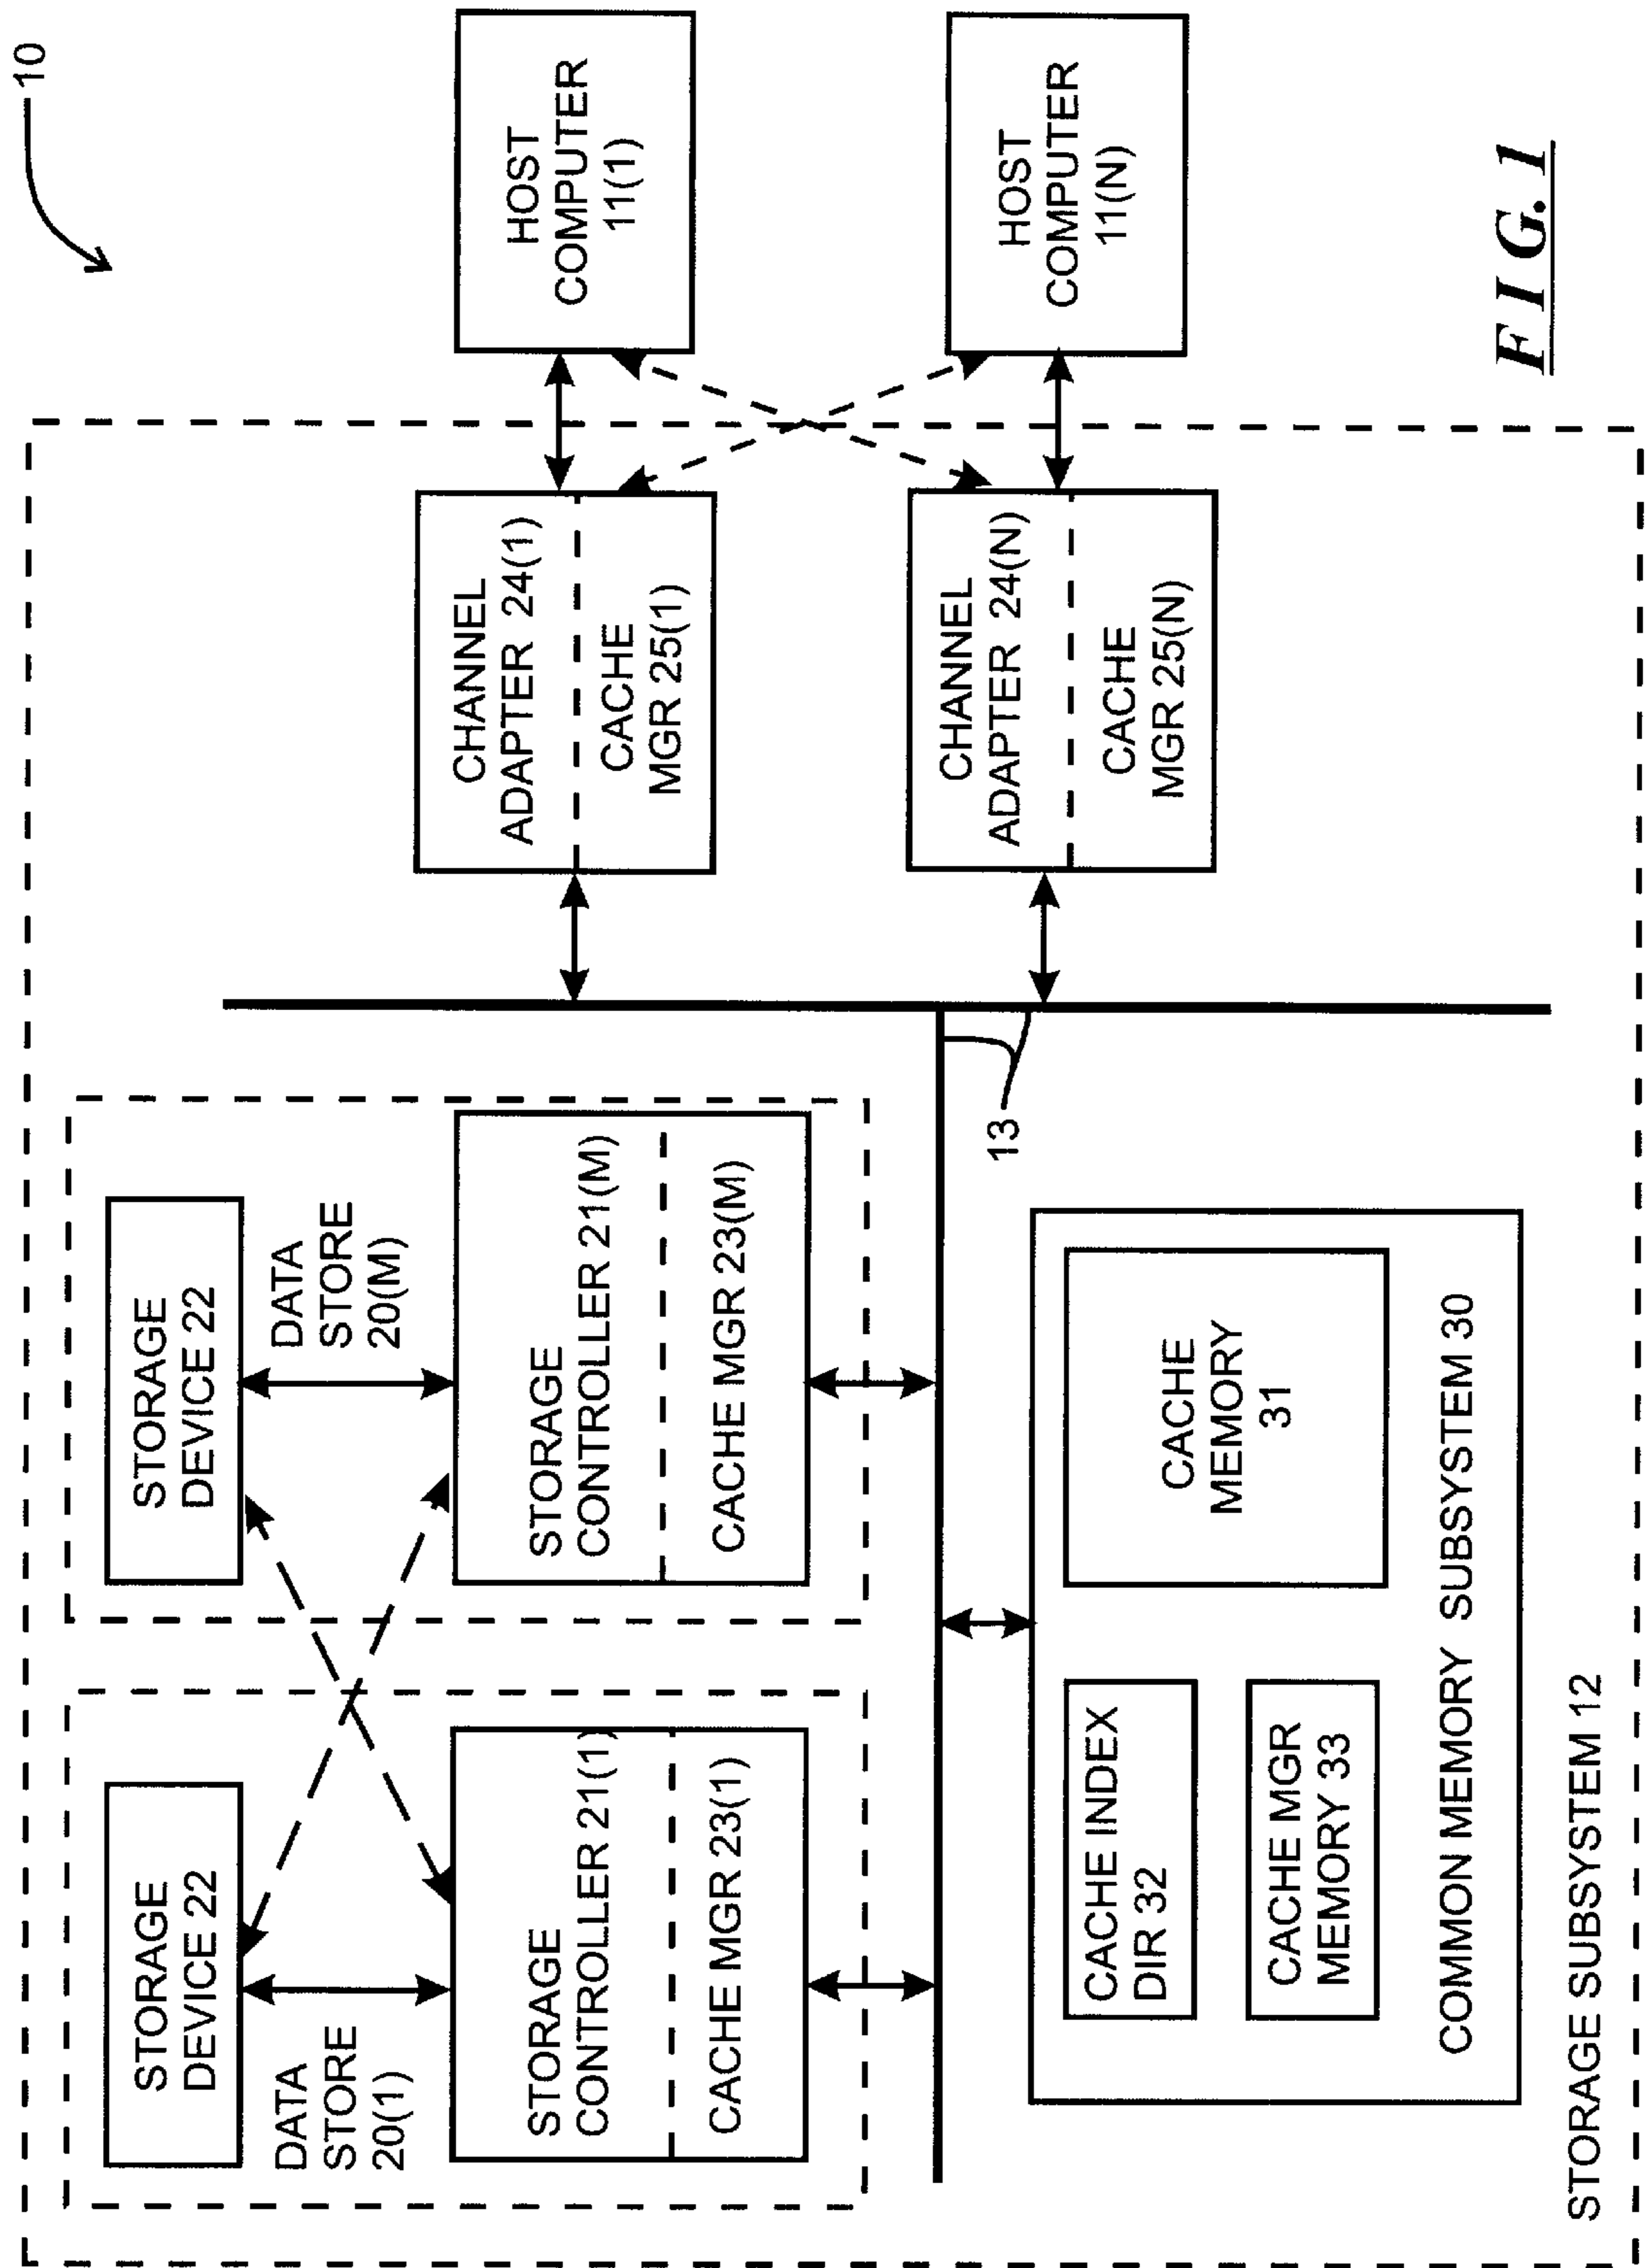 10
STORAGE
DEVICE 22
DATA
STORE
20(1)
STORAGE
CONTROLLER 21(1)
CACHE MGR 23(1)
STORAGE
DEVICE 22
DATA
STORE
20(M)
STORAGE
CONTROLLER 21(M)
CACHE MGR 23(M)
CHANNEL
ADAPTER 24(1)
CACHE
MGR 25(1)
HOST
COMPUTER
11(1)
CHANNEL
ADAPTER 24(N)
CACHE
MGR 25(N)
HOST
COMPUTER
11(N)
13
CACHE INDEX
DIR 32
CACHE MGR
MEMORY 33
CACHE
MEMORY
31
COMMON MEMORY SUBSYSTEM 30
STORAGE SUBSYSTEM 12
FIG. 1